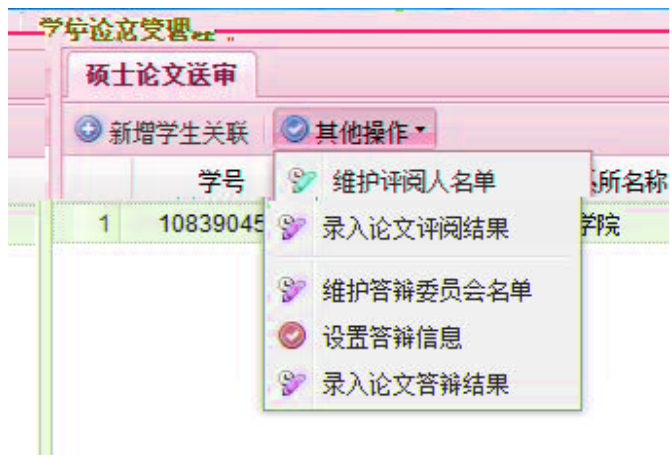 硕士论文送审
新增学生关联 其他操作
学号 所名称
1 10839045 学院
维护评阅人名单
录入论文评阅结果
维护答辩委员会名单
设置答辩信息
录入论文答辩结果